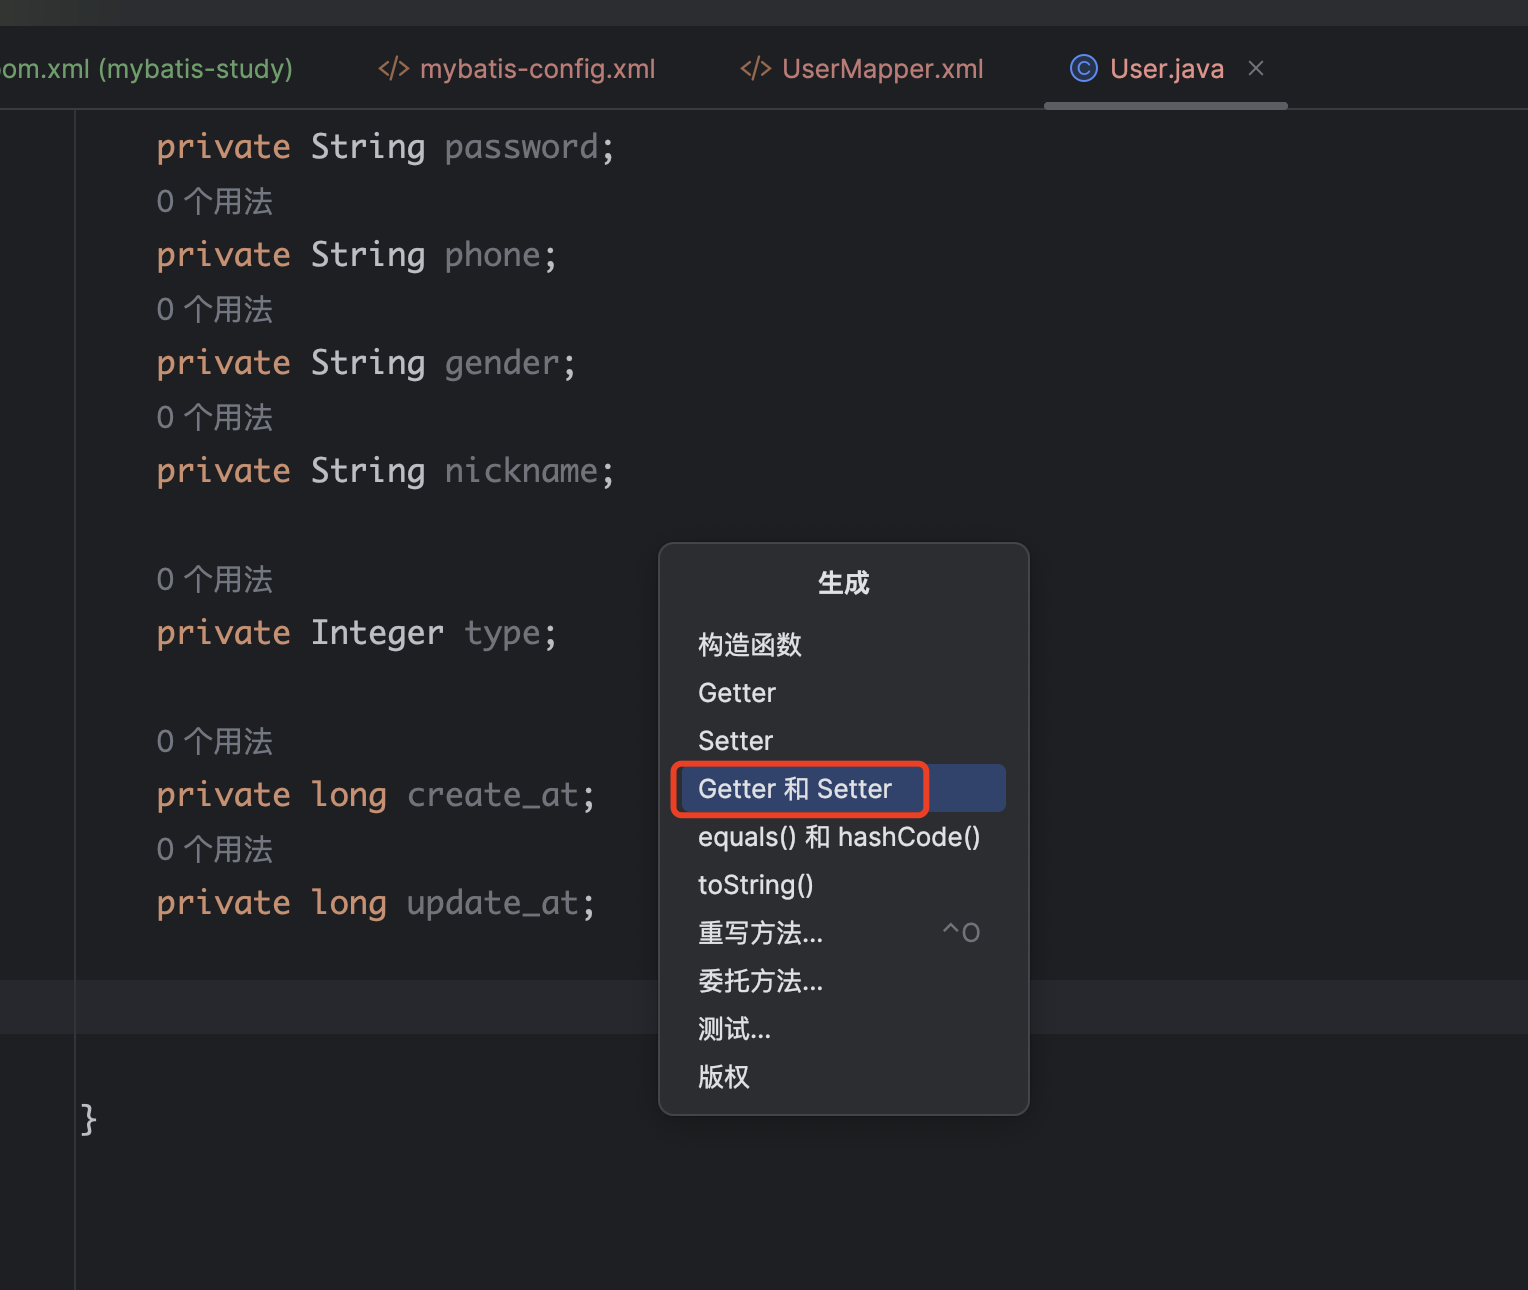 om.xml (mybatis-study)
mybatis-config.xml
UserMapper.xml
User.java
private String password;
0 个用法
private String phone;
0 个用法
private String gender;
0 个用法
private String nickname;
0 个用法
private Integer type;
0 个用法
private long create_at;
0 个用法
private long update_at;
}
生成
构造函数
Getter
Setter
Getter 和 Setter
equals() 和 hashCode()
toString()
重写方法... ^O
委托方法...
测试...
版权